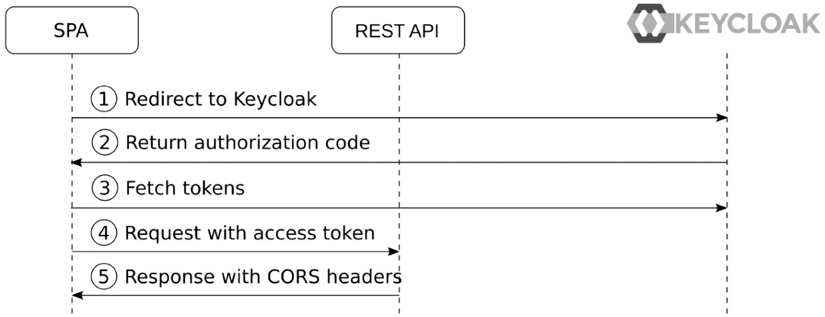 SPA
REST API
KEYCLOAK
1 Redirect to Keycloak
2 Return authorization code
3 Fetch tokens
4 Request with access token
5 Response with CORS headers